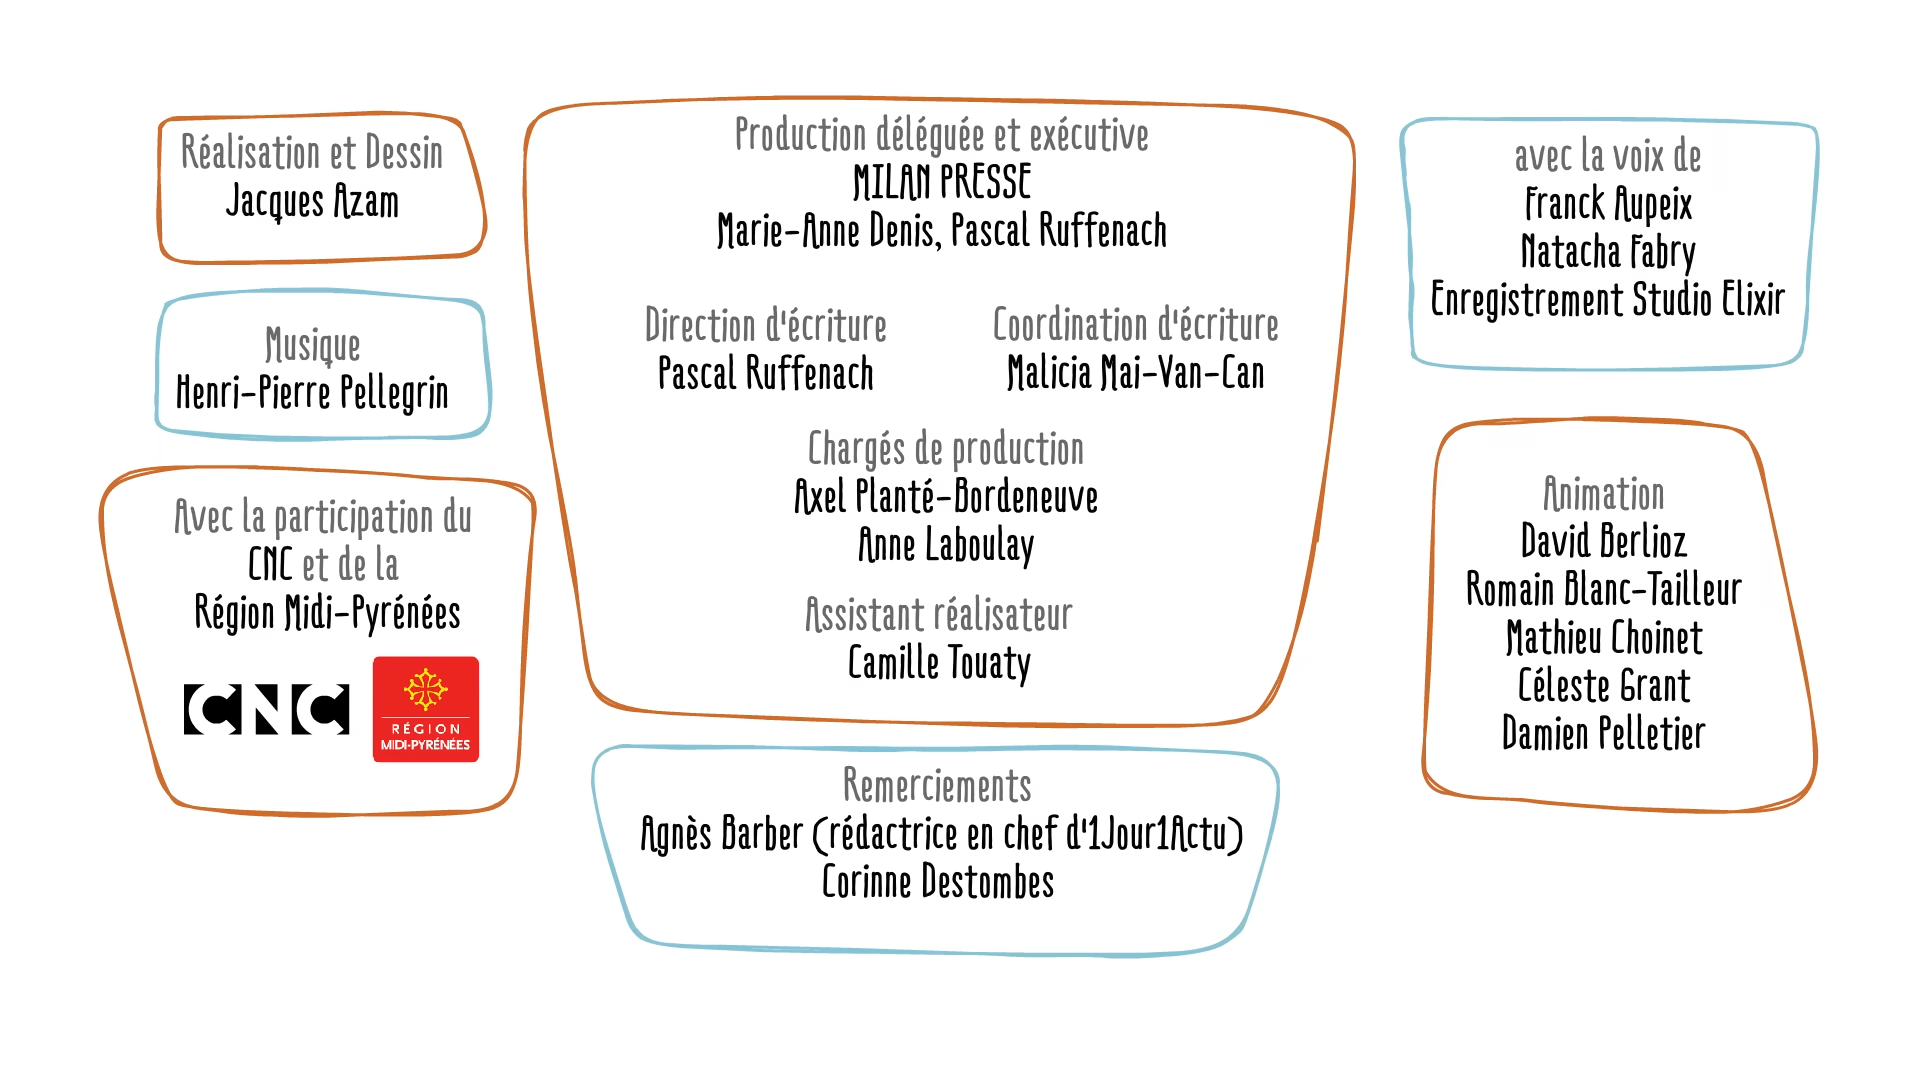 Réalisation et Dessin
Jacques Azam
Musique
Henri-Pierre Pellegrin
Avec la participation du
CNC et de la
Région Midi-Pyrénées
CNC
RÉGION
MIDI-PYRÉNÉES
Production déléguée et exécutive
MILAN PRESSE
Marie-Anne Denis, Pascal Ruffenach
Direction d'écriture
Pascal Ruffenach
Coordination d'écriture
Malicia Mai-Van-Can
Chargés de production
Axel Planté-Bordeneuve
Anne Laboulay
Assistant réalisateur
Camille Touaty
Remerciements
Agnès Barber (rédactrice en chef d'1Jour1Actu)
Corinne Destombes
avec la voix de
Franck Aupeix
Natacha Fabry
Enregistrement Studio Elixir
Animation
David Berlioz
Romain Blanc-Tailleur
Mathieu Choinet
Céleste Grant
Damien Pelletier